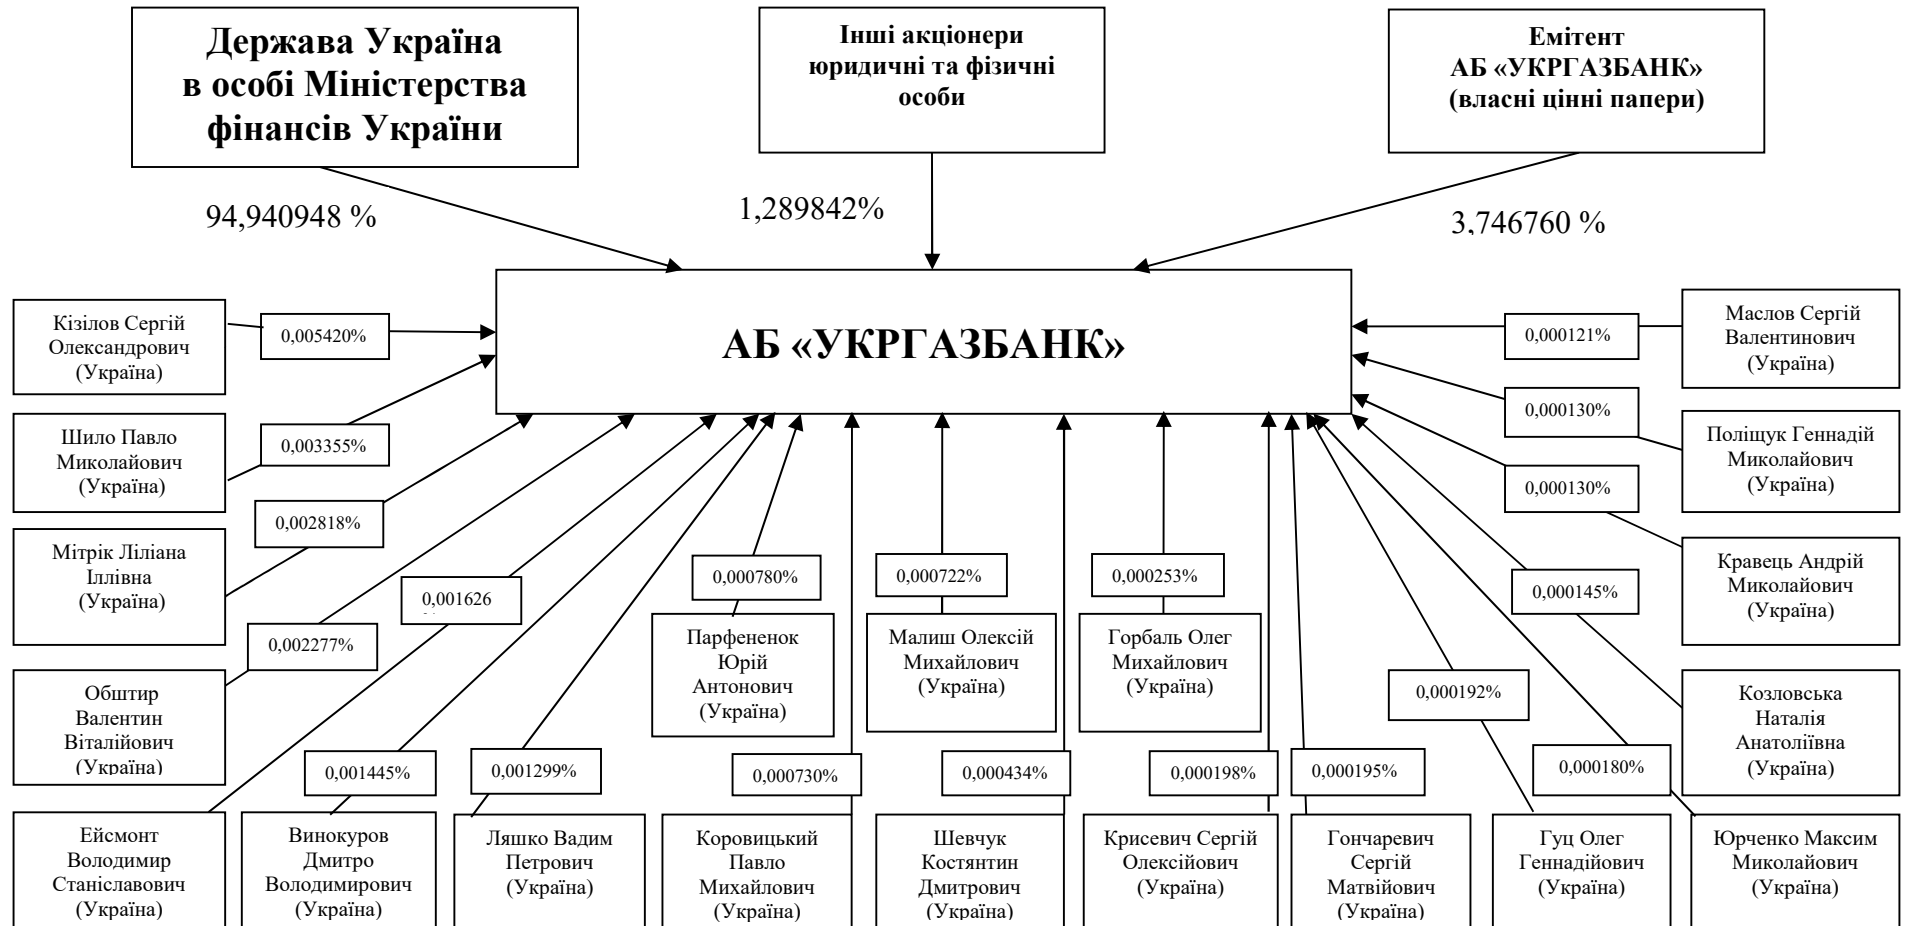 Держава Україна
в особі Міністерства
фінансів України
Інші акціонери
юридичні та фізичні
особи
Емітент
АБ «УКРГАЗБАНК»
(власні цінні папери)
94,940948 %
1,289842%
3,746760 %
АБ «УКРГАЗБАНК»
Кізілов Сергій
Олександрович
(Україна)
0,005420%
Шило Павло
Миколайович
(Україна)
0,003355%
Мітрік Ліліана
Іллівна
(Україна)
0,002818%
Обштир
Валентин
Віталійович
(Україна)
0,002277%
Ейсмонт
Володимир
Станіславович
(Україна)
0,001626
Винокуров
Дмитро
Володимирович
(Україна)
0,001445%
Ляшко Вадим
Петрович
(Україна)
0,001299%
Парфененок
Юрій
Антонович
(Україна)
0,000780%
Коровицький
Павло
Михайлович
(Україна)
0,000730%
Малиш Олексій
Михайлович
(Україна)
0,000722%
Шевчук
Костянтин
Дмитрович
(Україна)
0,000434%
Горбаль Олег
Михайлович
(Україна)
0,000253%
Крисевич Сергій
Олексійович
(Україна)
0,000198%
Гончаревич
Сергій
Матвійович
(Україна)
0,000195%
Гуц Олег
Геннадійович
(Україна)
0,000192%
Юрченко Максим
Миколайович
(Україна)
0,000180%
Козловська
Наталія
Анатоліївна
(Україна)
0,000145%
Кравець Андрій
Миколайович
(Україна)
0,000130%
Поліщук Геннадій
Миколайович
(Україна)
0,000130%
Маслов Сергій
Валентинович
(Україна)
0,000121%